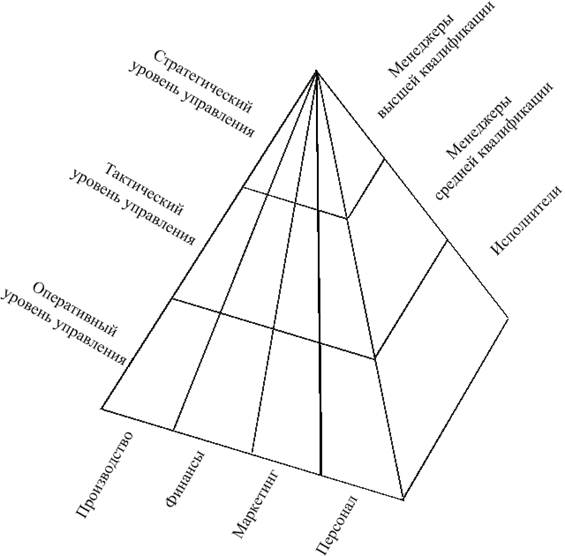 Стратегический
уровень управления
Тактический
уровень управления
Оперативный
уровень управления
Менеджеры
высшей квалификации
Менеджеры
средней квалификации
Исполнители
Производство
Финансы
Маркетинг
Персонал